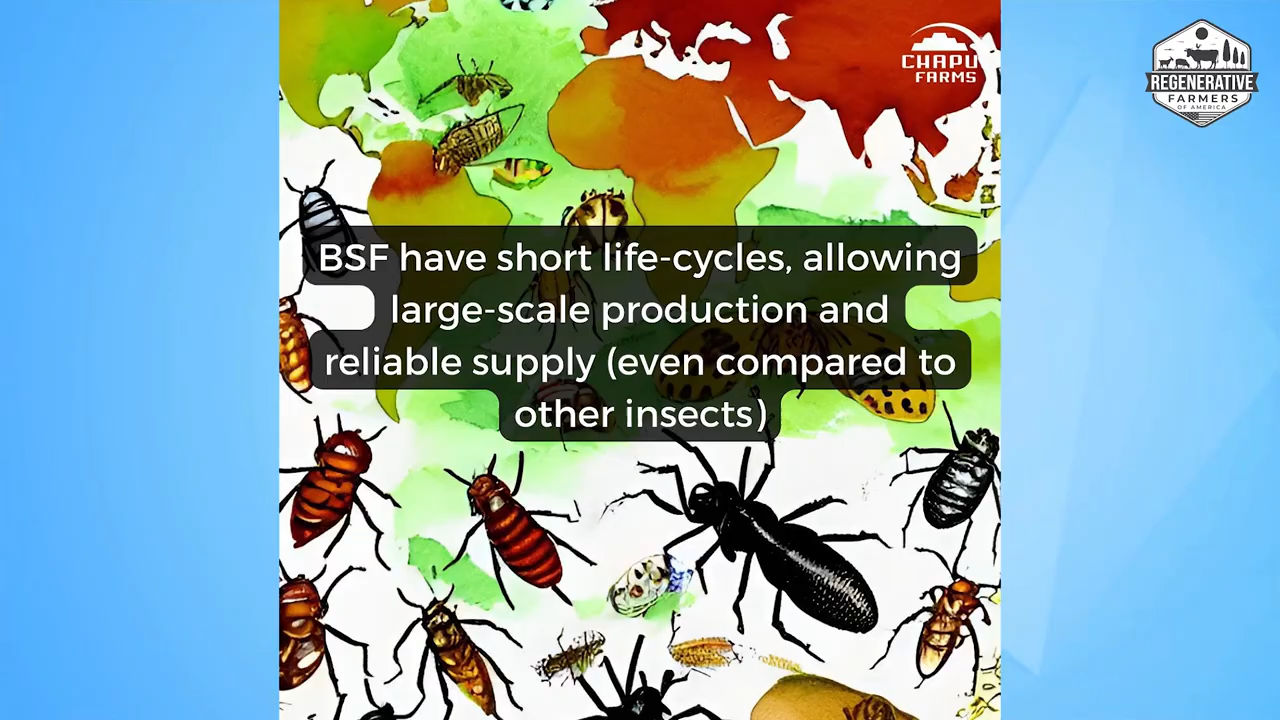 CHAPU
FARMS
REGENERATIVE
FARMERS
OF AMERICA
BSF have short life-cycles, allowing
large-scale production and
reliable supply (even compared to
other insects)